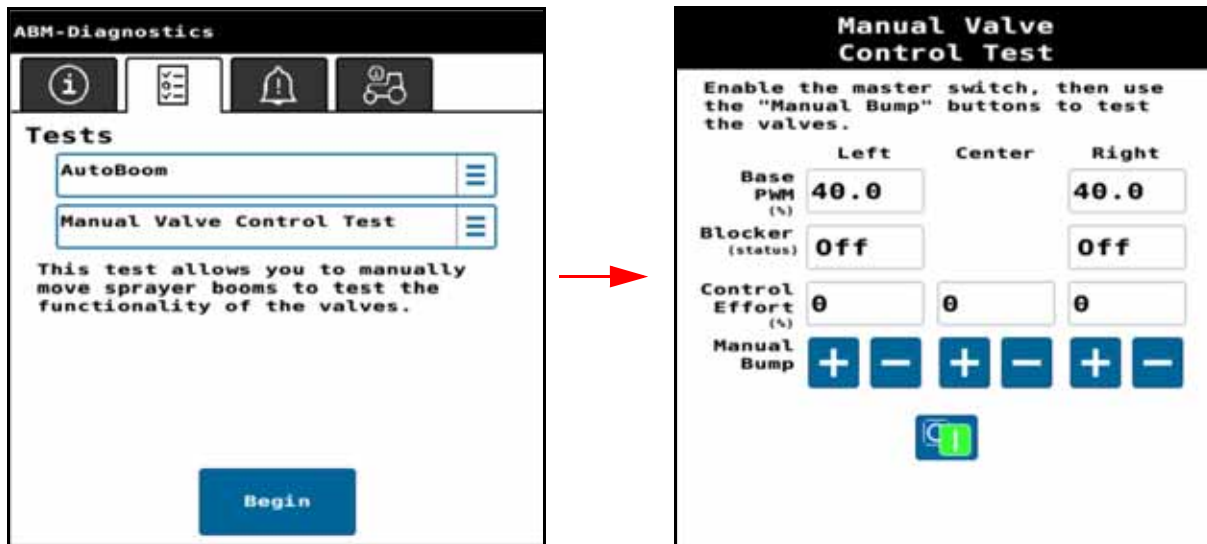 ABM-Diagnostics
Tests
AutoBoom
Manual Valve Control Test
This test allows you to manually
move sprayer booms to test the
functionality of the valves.
Begin
Manual Valve
Control Test
Enable the master switch, then use
the "Manual Bump" buttons to test
the valves.
Left Center Right
Base
PWM
(%)
40.0 40.0
Blocker
(status)
Off Off
Control
Effort
(%)
0 0 0
Manual
Bump
+ - + - + -